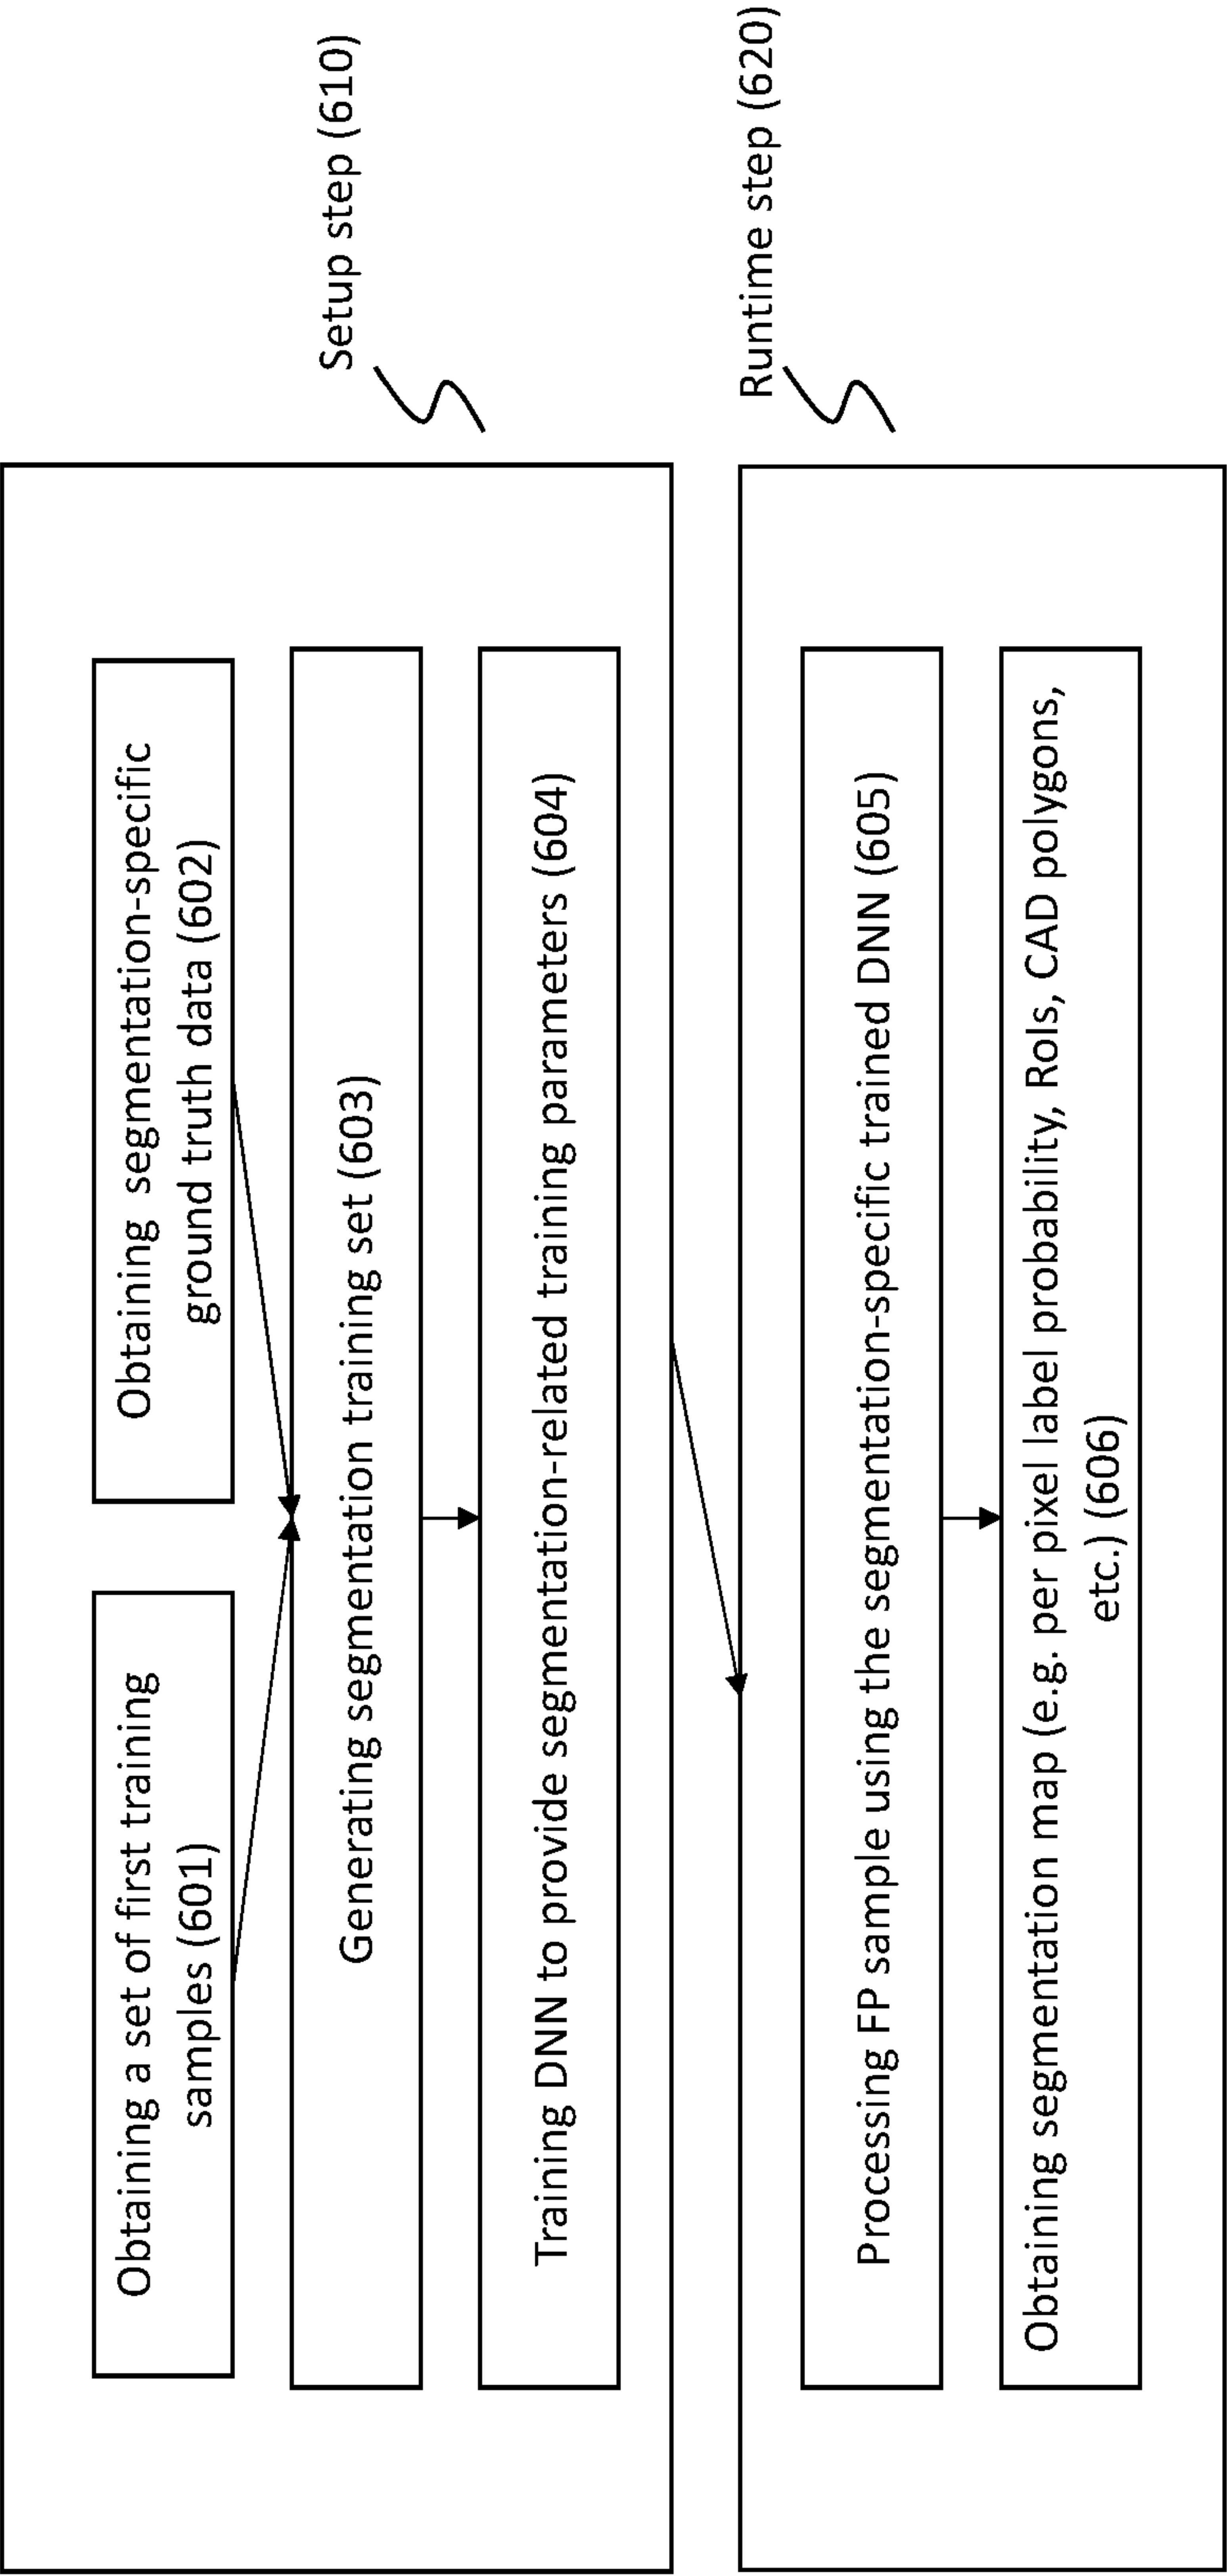 Obtaining a set of first training
samples (601)
Obtaining segmentation-specific
ground truth data (602)
Generating segmentation training set (603)
Training DNN to provide segmentation-related training parameters (604)
Setup step (610)
Processing FP sample using the segmentation-specific trained DNN (605)
Obtaining segmentation map (e.g. per pixel label probability, RoIs, CAD polygons,
etc.) (606)
Runtime step (620)